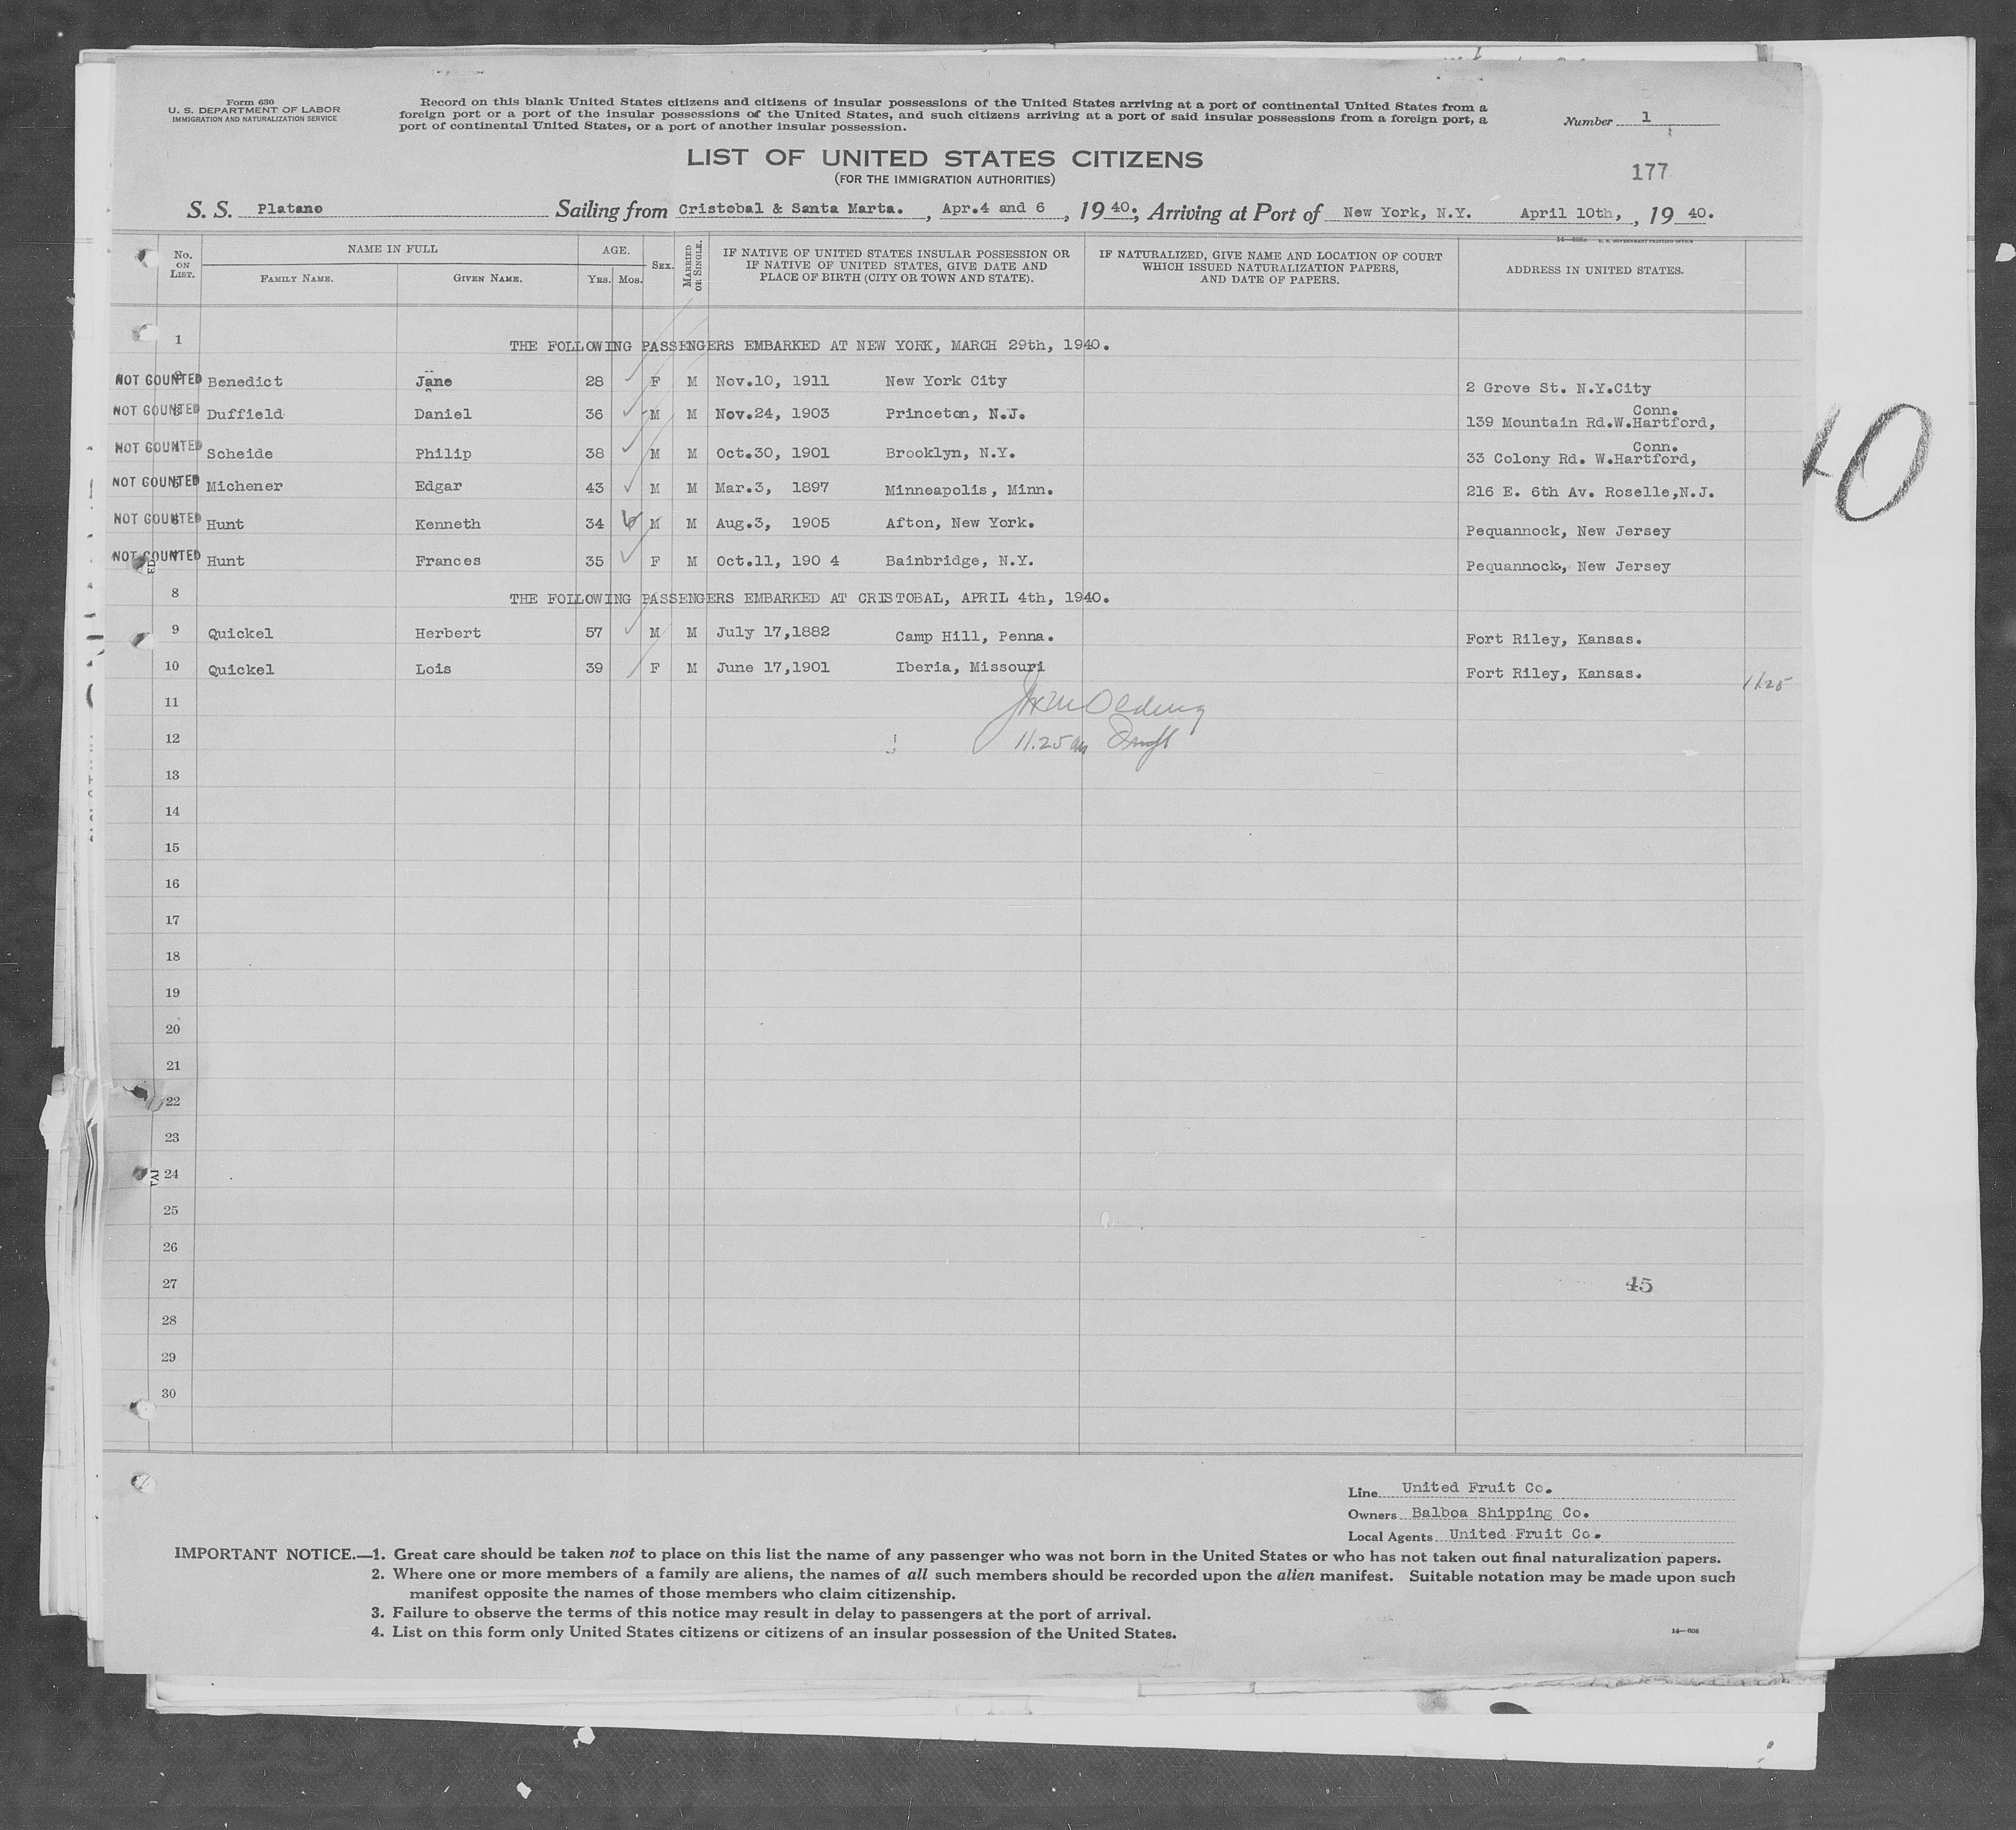 Form 630
U. S. DEPARTMENT OF LABOR
IMMIGRATION AND NATURALIZATION SERVICE
Record on this blank United States citizens and citizens of insular possessions of the United States arriving at a port of continental United States from a
foreign port or a port of the insular possessions of the United States, and such citizens arriving at a port of said insular possessions from a foreign port, a
port of continental United States, or a port of another insular possession.
Number 1
LIST OF UNITED STATES CITIZENS
(FOR THE IMMIGRATION AUTHORITIES)
177
S. S. Platano Sailing from Cristobal & Santa Marta. , Apr.4 and 6 , 19 40; Arriving at Port of New York, N.Y. April 10th, , 19 40.
No. ON LIST. NAME IN FULL AGE. SEX. MARRIED OR SINGLE. IF NATIVE OF UNITED STATES INSULAR POSSESSION OR IF NATIVE OF UNITED STATES, GIVE DATE AND PLACE OF BIRTH (CITY OR TOWN AND STATE). IF NATURALIZED, GIVE NAME AND LOCATION OF COURT WHICH ISSUED NATURALIZATION PAPERS, AND DATE OF PAPERS. ADDRESS IN UNITED STATES.
FAMILY NAME. GIVEN NAME. YRS. MOS.
1 THE FOLLOWING PASSENGERS EMBARKED AT NEW YORK, MARCH 29th, 1940.
NOT COUNTED Benedict Jane 28 F M Nov.10, 1911 New York City 2 Grove St. N.Y.City
NOT COUNTED Duffield Daniel 36 M M Nov.24, 1903 Princeton, N.J. 139 Mountain Rd.W.Hartford, Conn.
NOT COUNTED Scheide Philip 38 M M Oct.30, 1901 Brooklyn, N.Y. 33 Colony Rd. W.Hartford, Conn.
NOT COUNTED Michener Edgar 43 M M Mar.3, 1897 Minneapolis, Minn. 216 E. 6th Av. Roselle,N.J.
NOT COUNTED Hunt Kenneth 34 M M Aug.3, 1905 Afton, New York. Pequannock, New Jersey
NOT COUNTED Hunt Frances 35 F M Oct.11, 190 4 Bainbridge, N.Y. Pequannock, New Jersey
8 THE FOLLOWING PASSENGERS EMBARKED AT CRISTOBAL, APRIL 4th, 1940.
9 Quickel Herbert 57 M M July 17,1882 Camp Hill, Penna. Fort Riley, Kansas.
10 Quickel Lois 39 F M June 17,1901 Iberia, Missouri Fort Riley, Kansas. 11.25
11
12 11.25 am
13
14
15
16
17
18
19
20
21
22
23
24
25
26
27 45
28
29
30
40
Line United Fruit Co.
Owners Balboa Shipping Co.
Local Agents United Fruit Co.
IMPORTANT NOTICE.—1. Great care should be taken not to place on this list the name of any passenger who was not born in the United States or who has not taken out final naturalization papers.
2. Where one or more members of a family are aliens, the names of all such members should be recorded upon the alien manifest. Suitable notation may be made upon such
manifest opposite the names of those members who claim citizenship.
3. Failure to observe the terms of this notice may result in delay to passengers at the port of arrival.
4. List on this form only United States citizens or citizens of an insular possession of the United States.
14—608